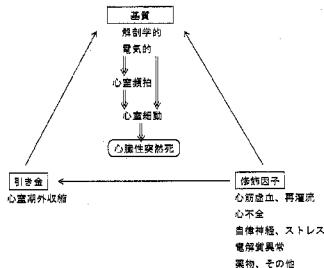 基質
解剖学的
電気的
心室頻拍
心室細動
心臓性突然死
引き金
心室期外収縮
修飾因子
心筋虚血、再灌流
心不全
自律神経、ストレス
電解質異常
薬物、その他